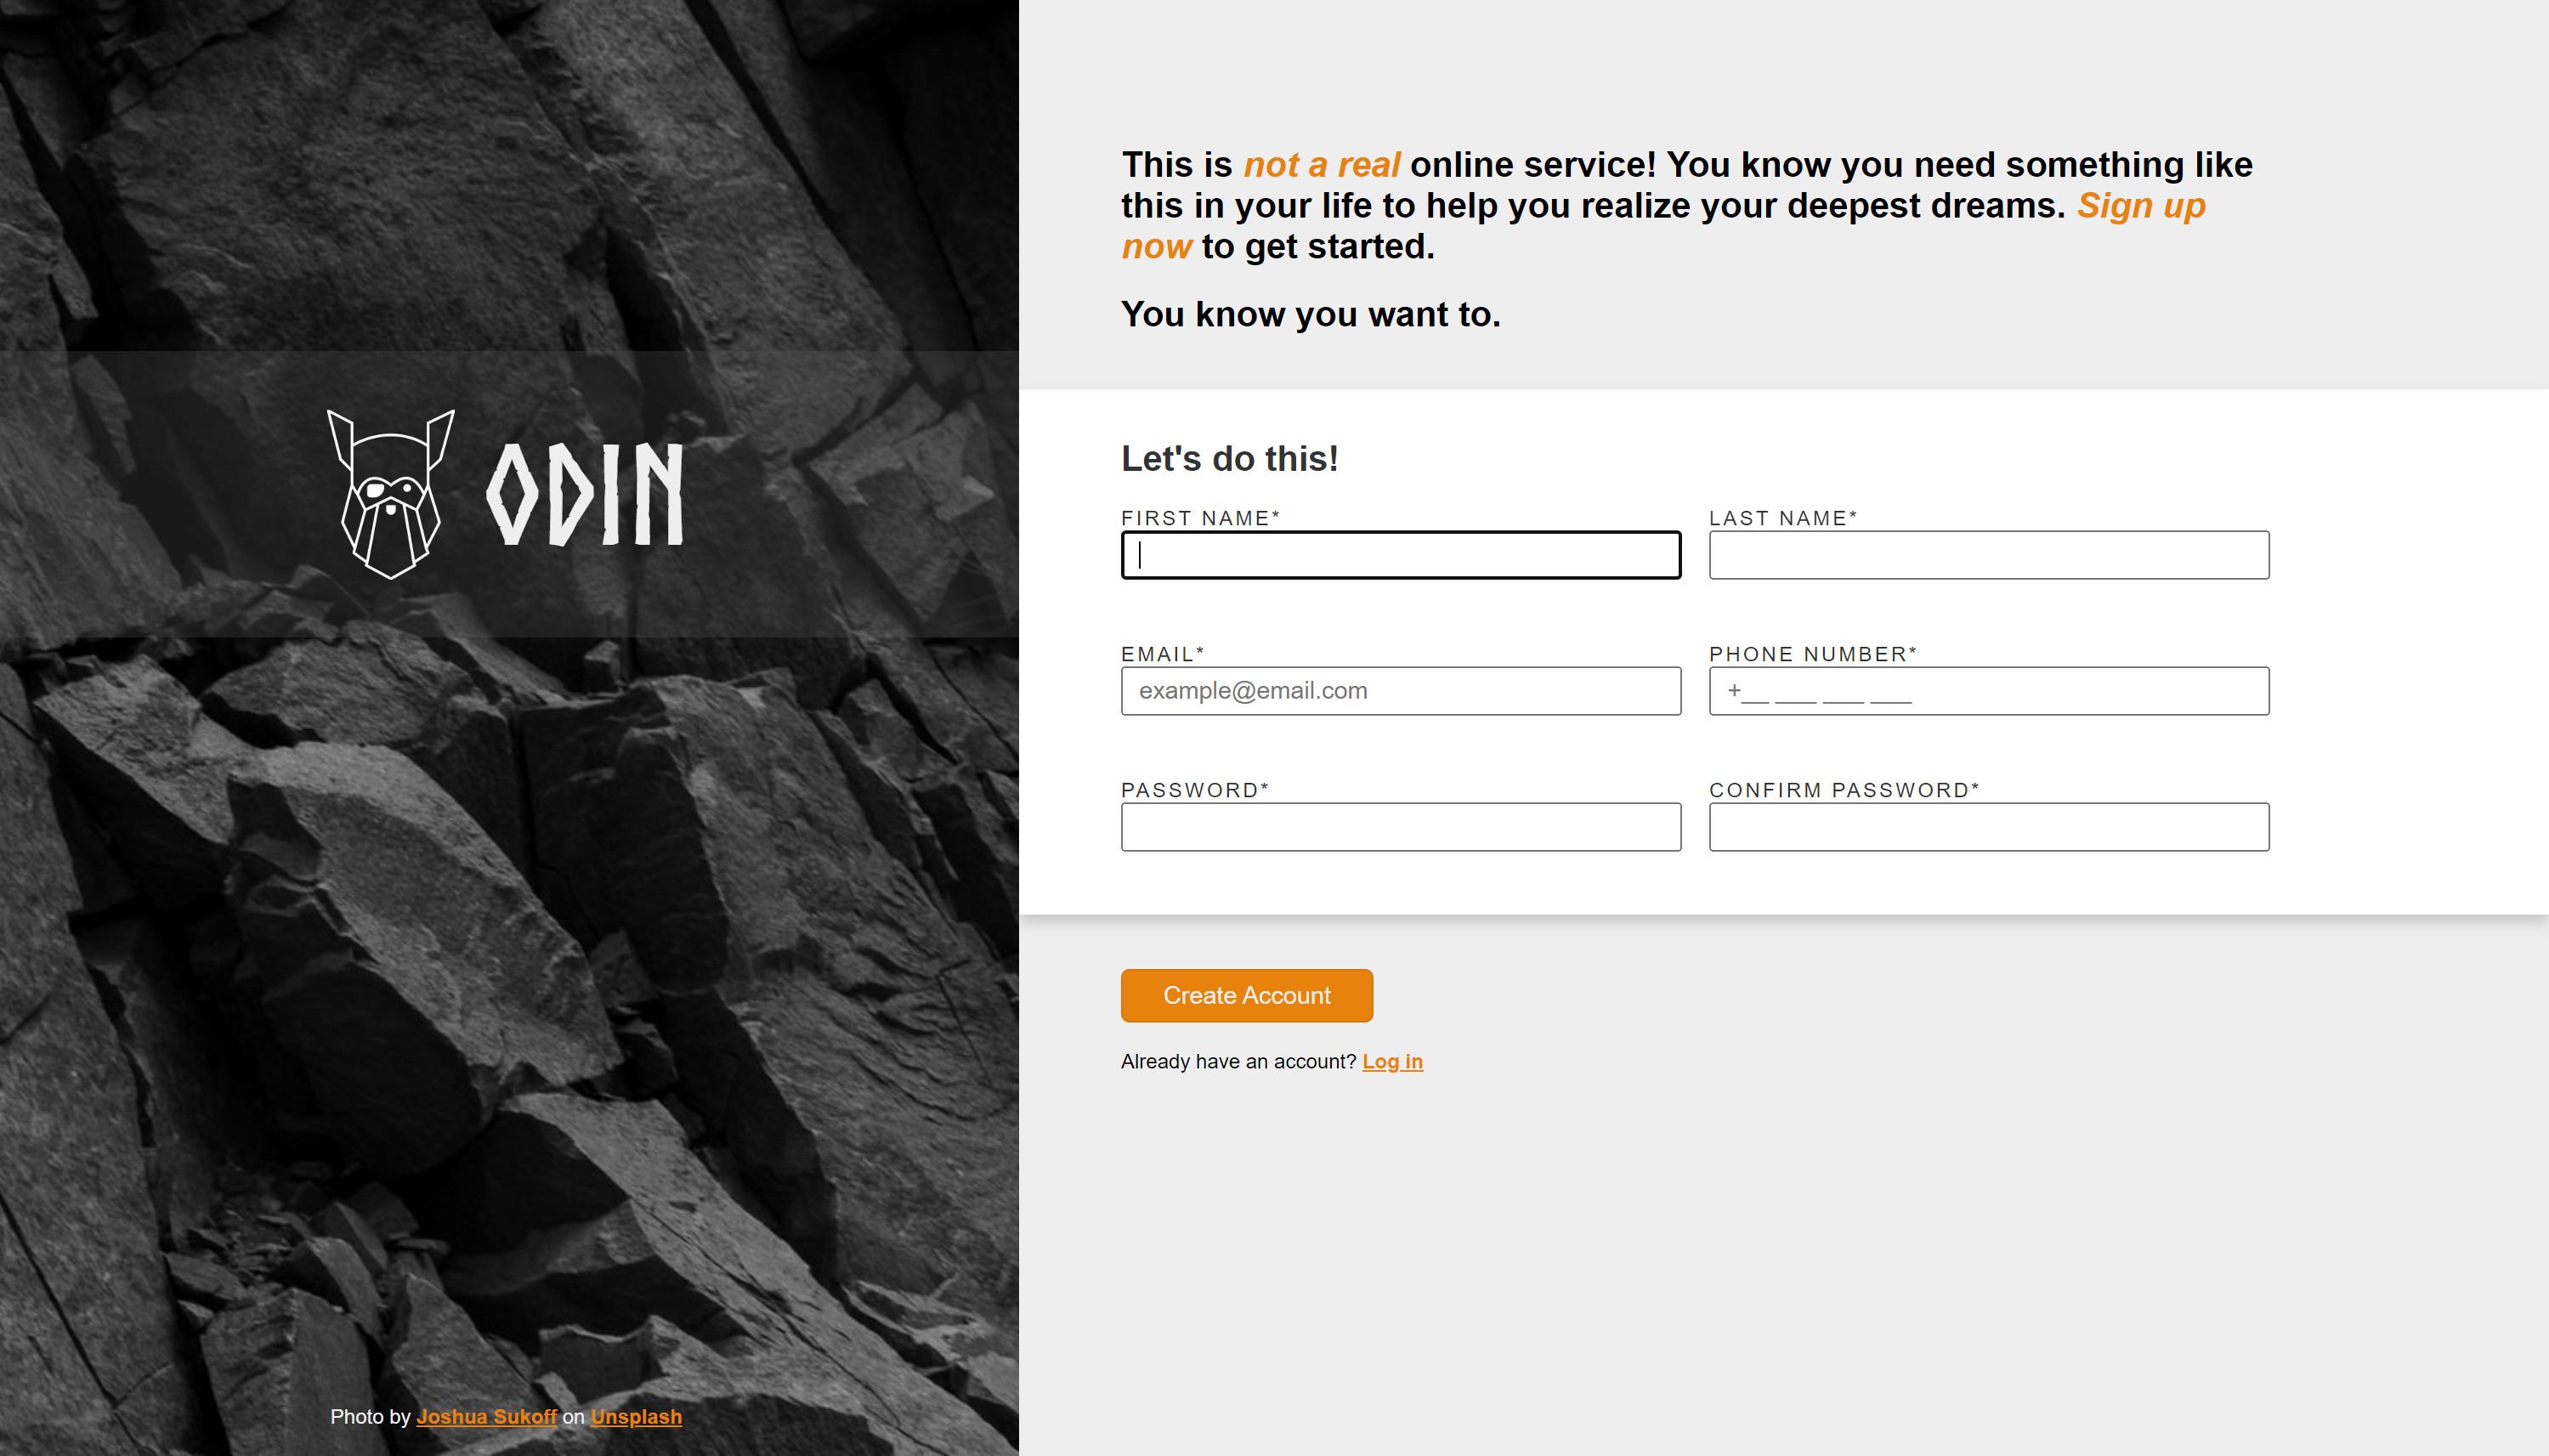 ODIN
Photo by Joshua Sukoff on Unsplash
This is not a real online service! You know you need something like
this in your life to help you realize your deepest dreams. Sign up
now to get started.
You know you want to.
Let's do this!
FIRST NAME*
LAST NAME*
EMAIL*
PHONE NUMBER*
example@email.com
+__ ___ ___ ___
PASSWORD*
CONFIRM PASSWORD*
Create Account
Already have an account? Log in